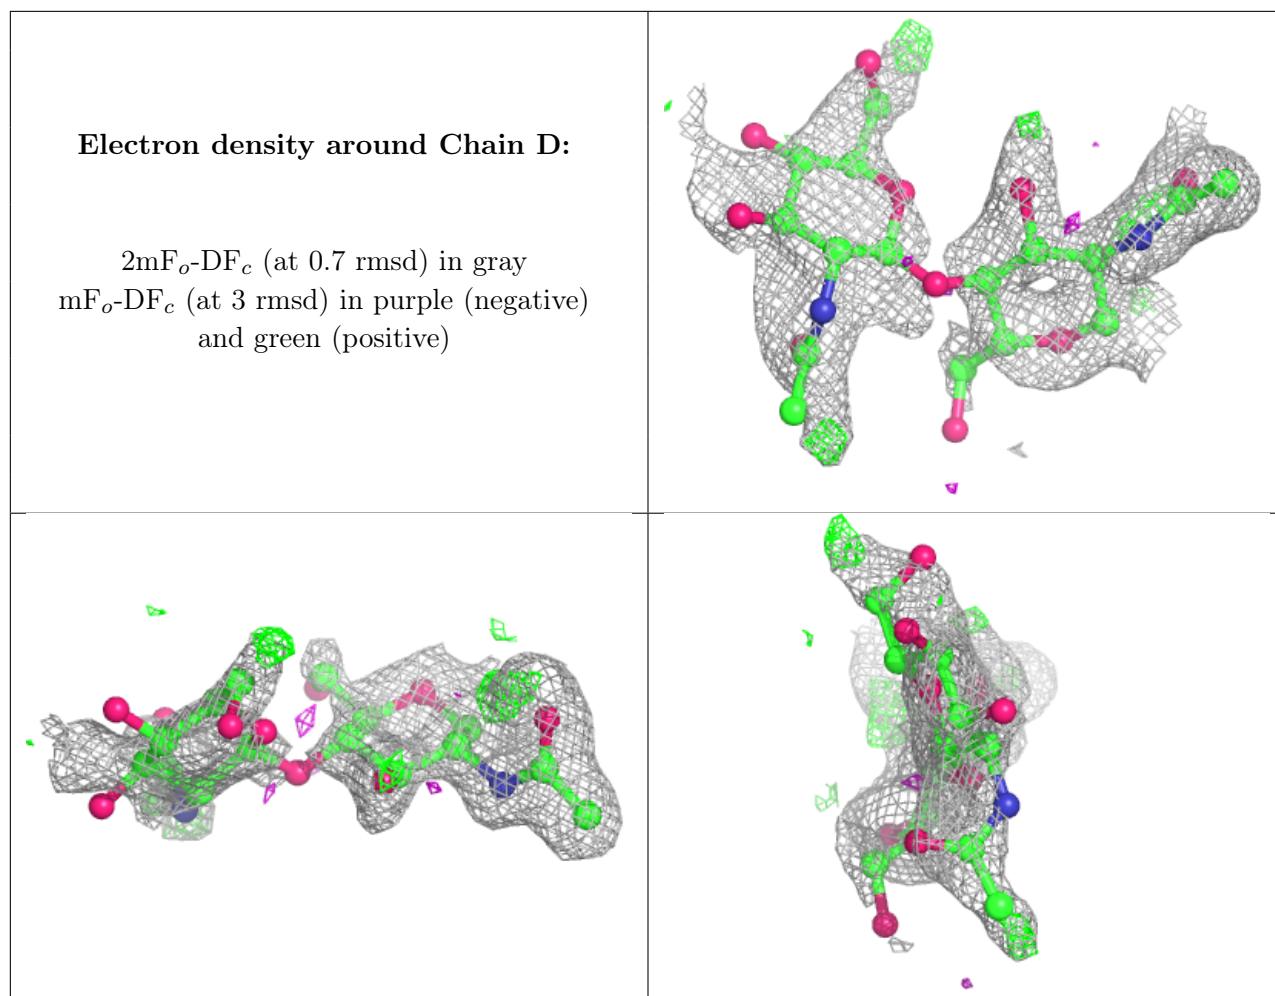 Electron density around Chain D:
2mFo-DFc (at 0.7 rmsd) in gray
mFo-DFc (at 3 rmsd) in purple (negative)
and green (positive)